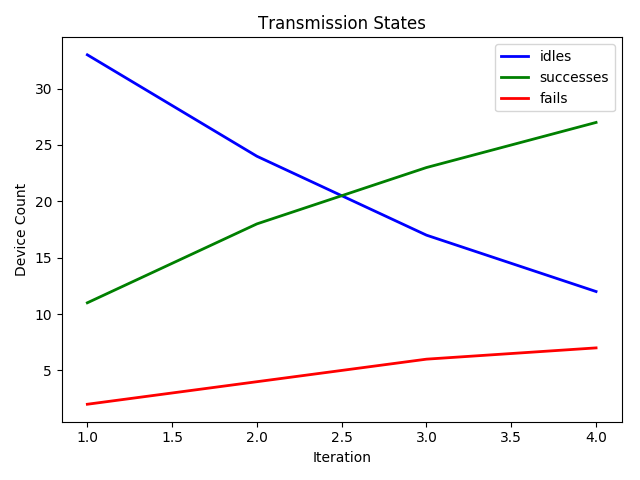 Transmission States
idles
successes
fails
Device Count
30
25
20
15
10
5
1.0 1.5 2.0 2.5 3.0 3.5 4.0
Iteration